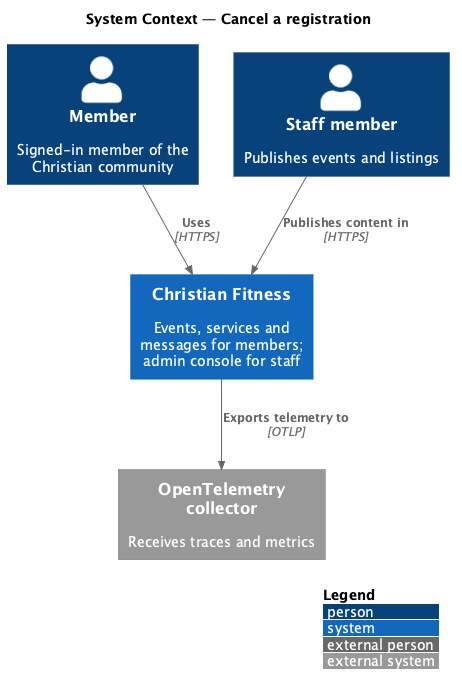 System Context — Cancel a registration
Member
Signed-in member of the
Christian community
Staff member
Publishes events and listings
Uses
[HTTPS]
Publishes content in
[HTTPS]
Christian Fitness
Events, services and
messages for members;
admin console for staff
Exports telemetry to
[OTLP]
OpenTelemetry
collector
Receives traces and metrics
Legend
person
system
external person
external system